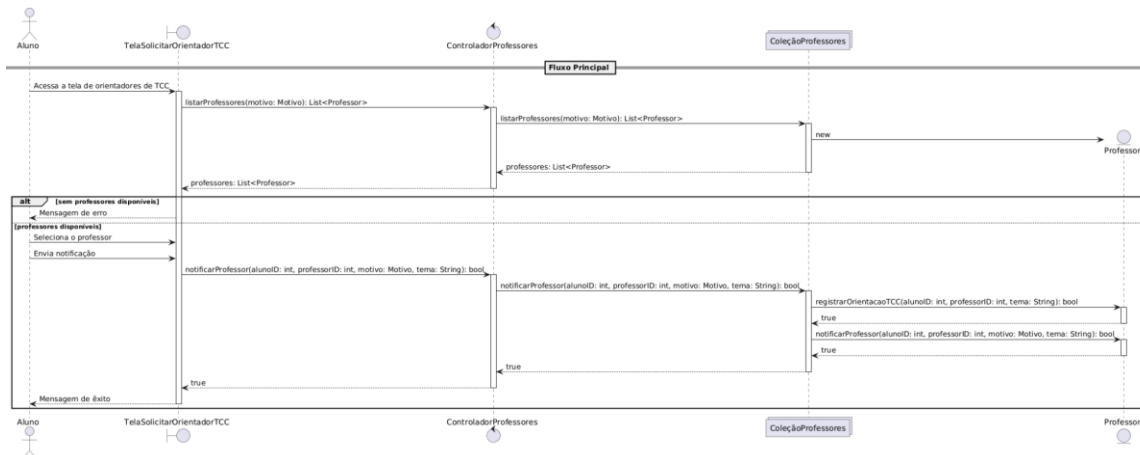 Aluno
TelaSolicitarOrientadorTCC
ControladorProfessores
ColeçãoProfessores
Fluxo Principal
Acessa a tela de orientadores de TCC
listarProfessores(motivo: Motivo): List<Professor>
listarProfessores(motivo: Motivo): List<Professor>
new
Professor
professores: List<Professor>
professores: List<Professor>
alt
[sem professores disponíveis]
Mensagem de erro
[professores disponíveis]
Seleciona o professor
Envia notificação
notificarProfessor(alunoID: int, professorID: int, motivo: Motivo, tema: String): bool
notificarProfessor(alunoID: int, professorID: int, motivo: Motivo, tema: String): bool
registrarOrientacaoTCC(alunoID: int, professorID: int, tema: String): bool
true
notificarProfessor(alunoID: int, professorID: int, motivo: Motivo, tema: String): bool
true
true
true
Mensagem de êxito
Aluno
TelaSolicitarOrientadorTCC
ControladorProfessores
ColeçãoProfessores
Professor